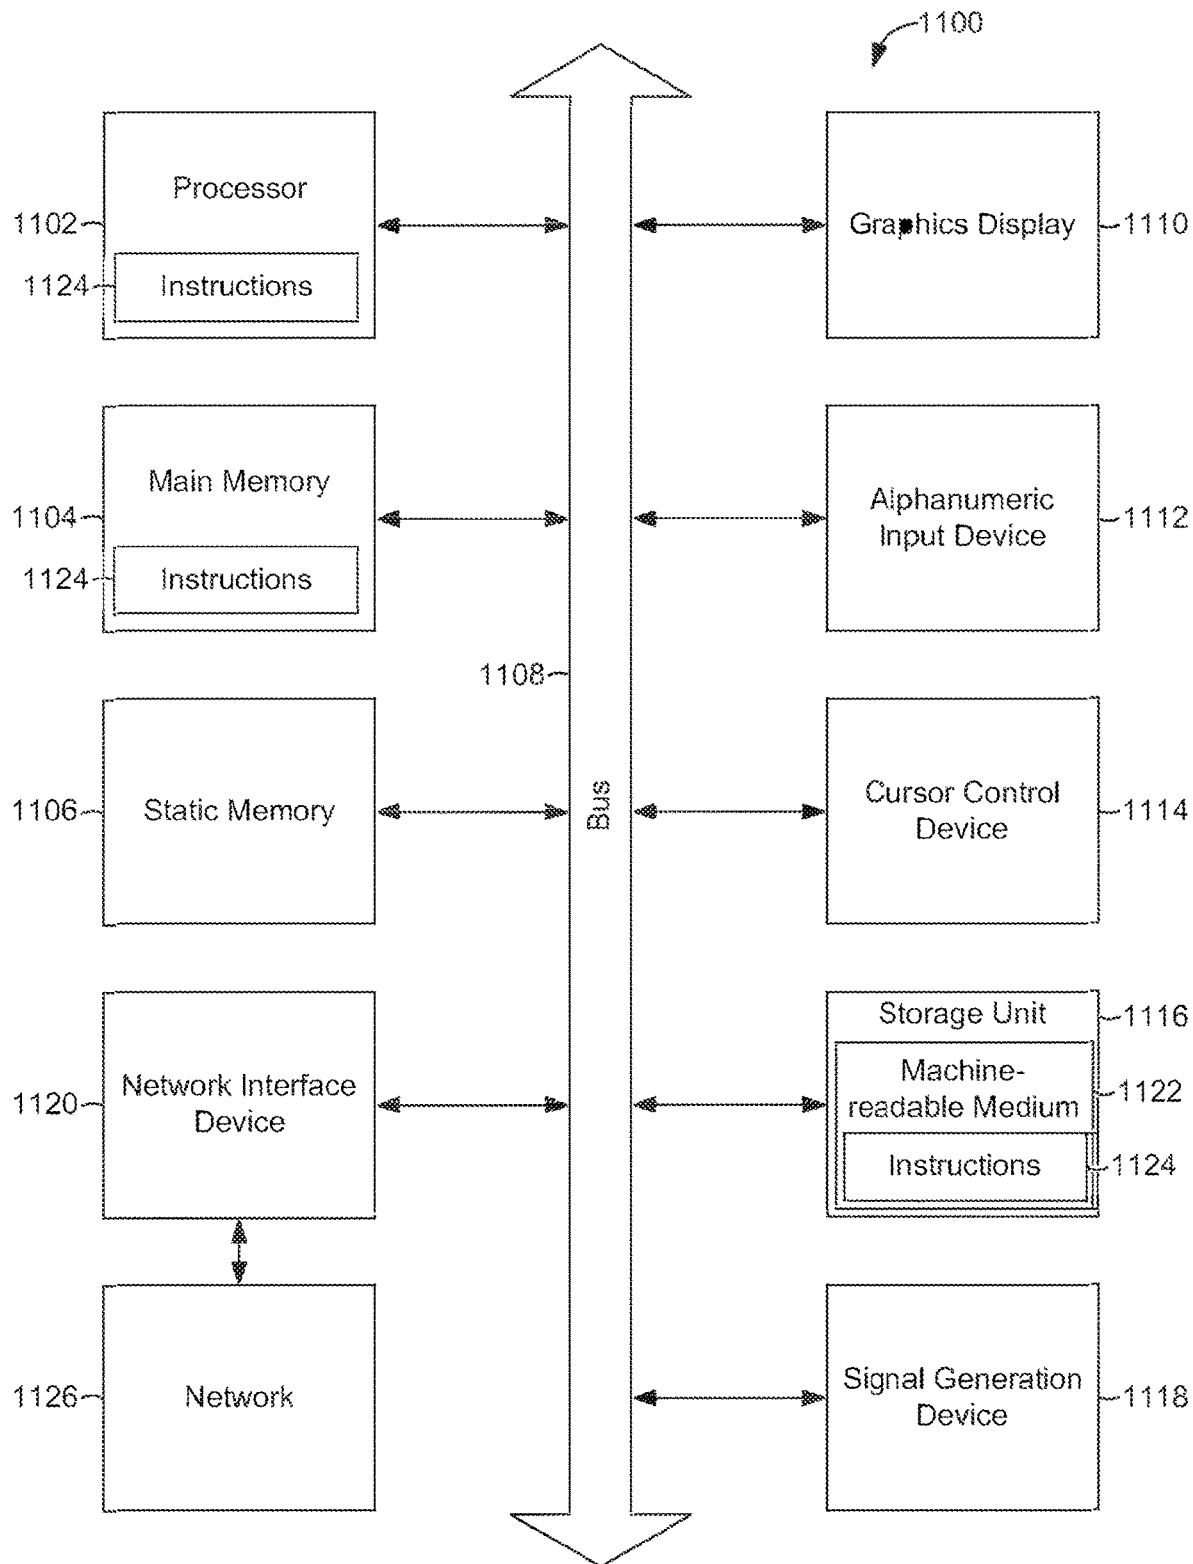 1100
Processor
1102
1124
Instructions
Graphics Display
1110
Main Memory
1104
1124
Instructions
Alphanumeric
Input Device
1112
1108
Bus
Static Memory
1106
Cursor Control
Device
1114
Network Interface
Device
1120
Storage Unit
1116
Machine-
readable Medium
1122
Instructions
1124
Network
1126
Signal Generation
Device
1118